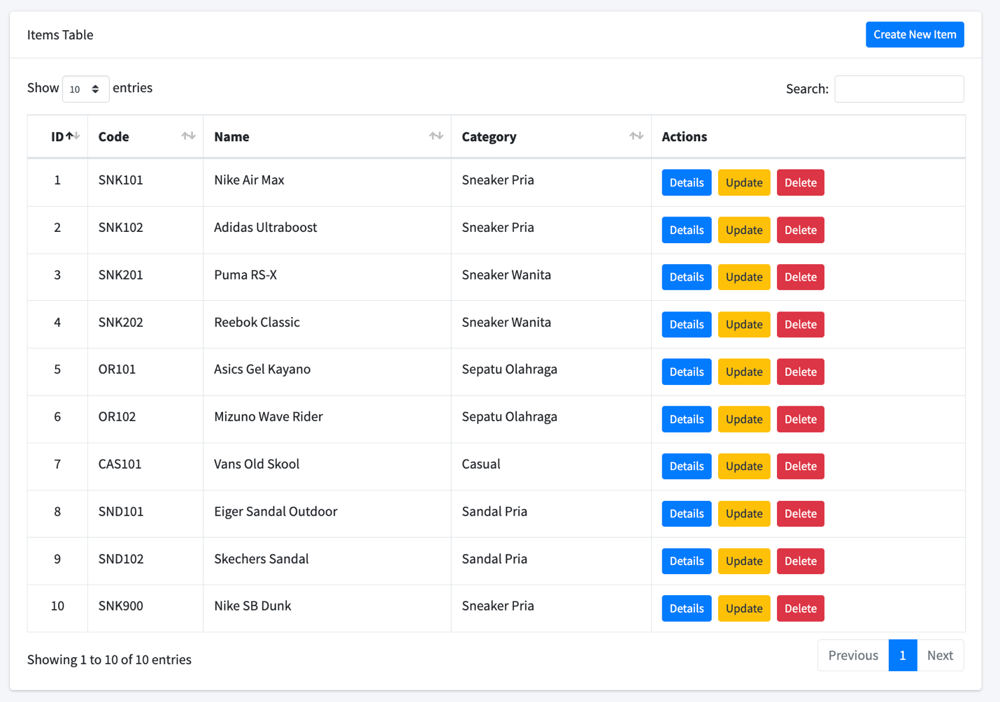 Items Table
Create New Item
Show 10 entries
Search:
ID Code Name Category Actions
1 SNK101 Nike Air Max Sneaker Pria Details Update Delete
2 SNK102 Adidas Ultraboost Sneaker Pria Details Update Delete
3 SNK201 Puma RS-X Sneaker Wanita Details Update Delete
4 SNK202 Reebok Classic Sneaker Wanita Details Update Delete
5 OR101 Asics Gel Kayano Sepatu Olahraga Details Update Delete
6 OR102 Mizuno Wave Rider Sepatu Olahraga Details Update Delete
7 CAS101 Vans Old Skool Casual Details Update Delete
8 SND101 Eiger Sandal Outdoor Sandal Pria Details Update Delete
9 SND102 Skechers Sandal Sandal Pria Details Update Delete
10 SNK900 Nike SB Dunk Sneaker Pria Details Update Delete
Showing 1 to 10 of 10 entries
Previous 1 Next